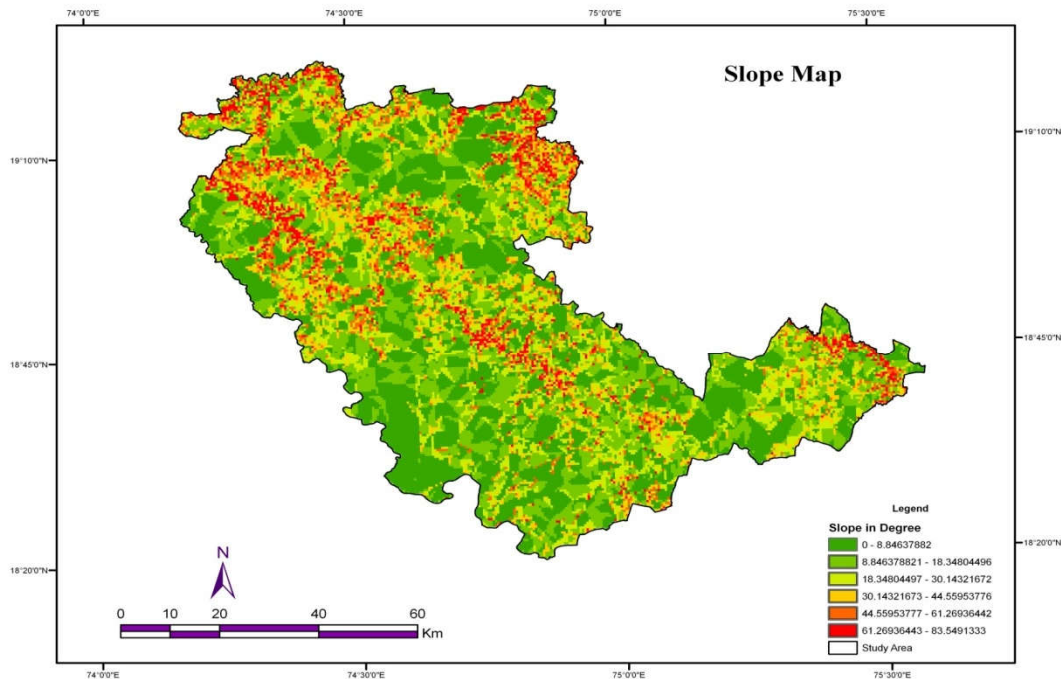 74°0'0"E 74°30'0"E 75°0'0"E 75°30'0"E
Slope Map
19°10'0"N 19°10'0"N
18°45'0"N 18°45'0"N
18°20'0"N 18°20'0"N
N
0 10 20 40 60
Km
Legend
Slope in Degree
0 - 8.84637882
8.846378821 - 18.34804496
18.34804497 - 30.14321672
30.14321673 - 44.55953776
44.55953777 - 61.26936442
61.26936443 - 83.5491333
Study Area
74°0'0"E 74°30'0"E 75°0'0"E 75°30'0"E